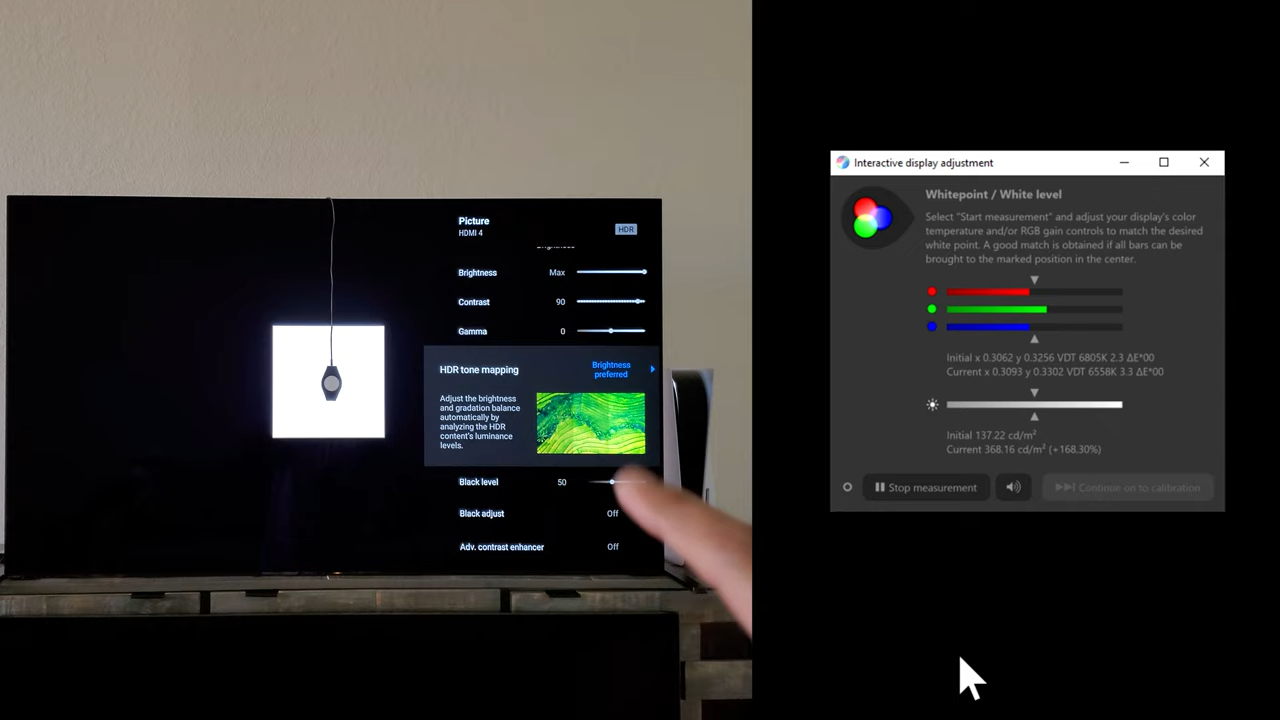 Picture
HDMI 4
HDR
Brightness
Brightness Max
Contrast 90
Gamma 0
HDR tone mapping
Brightness
preferred
Adjust the brightness
and gradation balance
automatically by
analyzing the HDR
content's luminance
levels.
Black level 50
Black adjust Off
Adv. contrast enhancer Off
Interactive display adjustment
Whitepoint / White level
Select "Start measurement" and adjust your display's color
temperature and/or RGB gain controls to match the desired
white point. A good match is obtained if all bars can be
brought to the marked position in the center.
Initial x 0.3062 y 0.3256 VDT 6805K 2.3 ΔE*00
Current x 0.3093 y 0.3302 VDT 6558K 3.3 ΔE*00
Initial 137.22 cd/m²
Current 368.16 cd/m² (+168.30%)
Stop measurement
Continue on to calibration